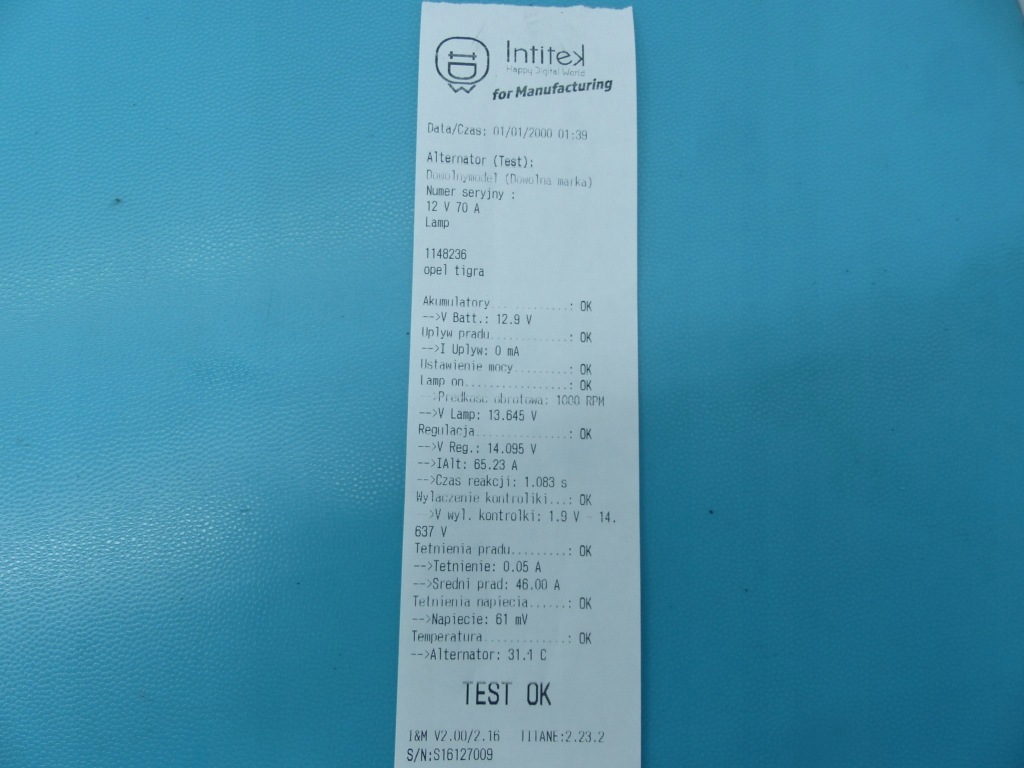 Intitek
Happy Digital World
for Manufacturing
Data/Czas: 01/01/2000 01:39
Alternator (Test):
Dowolnymodel (Dowolna marka)
Numer seryjny :
12 V 70 A
Lamp
1148236
opel tigra
Akumulatory.............: OK
-->V Batt.: 12.9 V
Uplyw pradu.............: OK
-->I Uplyw: 0 mA
Ustawienie mocy.........: OK
Lamp on.................: OK
-->Predkosc obrotowa: 1800 RPM
-->V Lamp: 13.645 V
Regulacja...............: OK
-->V Reg.: 14.095 V
-->IAlt: 65.23 A
-->Czas reakcji: 1.083 s
Wylaczenie kontroliki...: OK
-->V wyl. kontrolki: 1.9 V - 14.
637 V
Tetnienia pradu.........: OK
-->Tetnienie: 0.05 A
-->Sredni prad: 46.00 A
Tetnienia napiecia......: OK
-->Napiecie: 61 mV
Temperatura.............: OK
-->Alternator: 31.1 C
TEST OK
I&M V2.00/2.16 TITANE:2.23.2
S/N:S16127009